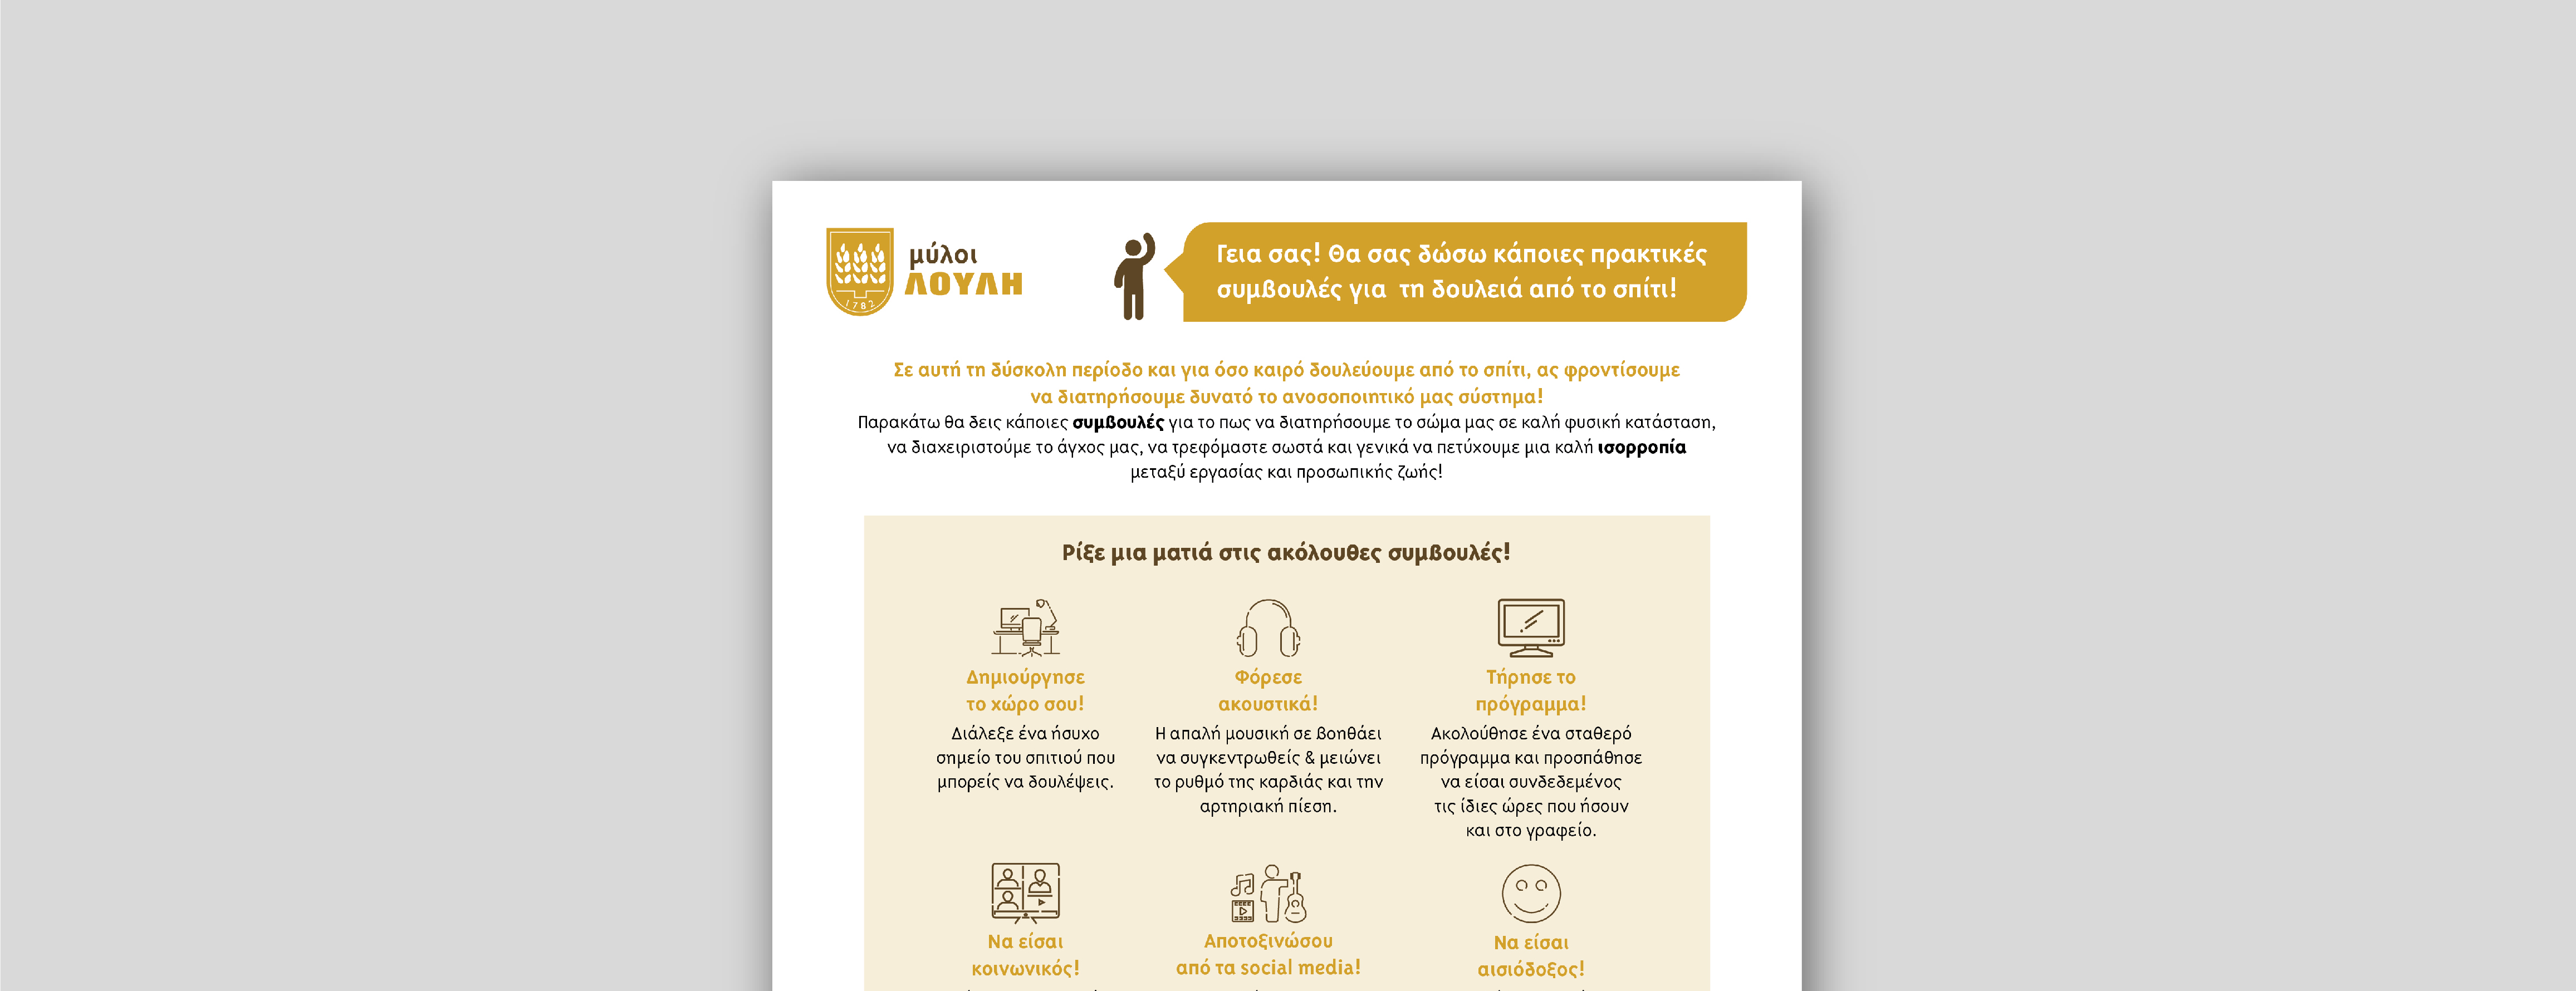 μύλοι
ΛΟΥΛΗ
1782
Γεια σας! Θα σας δώσω κάποιες πρακτικές
συμβουλές για τη δουλειά από το σπίτι!
Σε αυτή τη δύσκολη περίοδο και για όσο καιρό δουλεύουμε από το σπίτι, ας φροντίσουμε
να διατηρήσουμε δυνατό το ανοσοποιητικό μας σύστημα!
Παρακάτω θα δεις κάποιες συμβουλές για το πως να διατηρήσουμε το σώμα μας σε καλή φυσική κατάσταση,
να διαχειριστούμε το άγχος μας, να τρεφόμαστε σωστά και γενικά να πετύχουμε μια καλή ισορροπία
μεταξύ εργασίας και προσωπικής ζωής!
Ρίξε μια ματιά στις ακόλουθες συμβουλές!
Δημιούργησε
το χώρο σου!
Διάλεξε ένα ήσυχο
σημείο του σπιτιού που
μπορείς να δουλέψεις.
Φόρεσε
ακουστικά!
Η απαλή μουσική σε βοηθάει
να συγκεντρωθείς & μειώνει
το ρυθμό της καρδιάς και την
αρτηριακή πίεση.
Τήρησε το
πρόγραμμα!
Ακολούθησε ένα σταθερό
πρόγραμμα και προσπάθησε
να είσαι συνδεδεμένος
τις ίδιες ώρες που ήσουν
και στο γραφείο.
Να είσαι
κοινωνικός!
Αποτοξινώσου
από τα social media!
Να είσαι
αισιόδοξος!